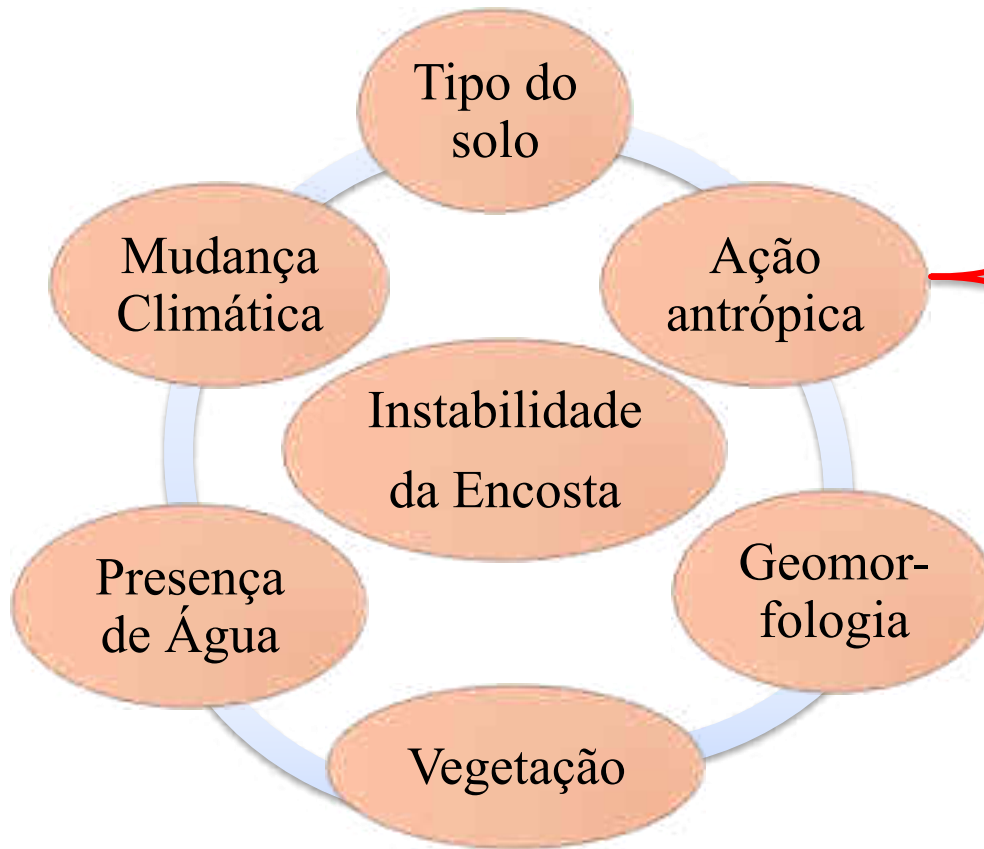 Tipo do
solo
Mudança
Climática
Ação
antrópica
Instabilidade
da Encosta
Presença
de Água
Geomor-
fologia
Vegetação